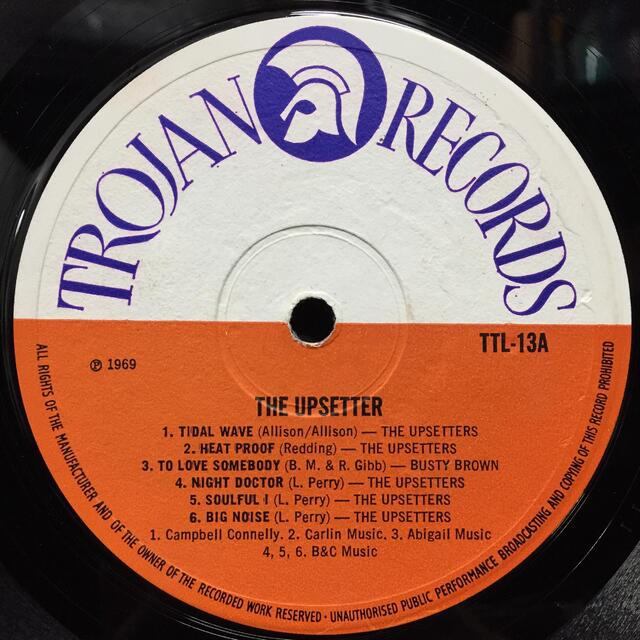 TROJAN RECORDS
TTL-13A
℗ 1969
THE UPSETTER
1. TIDAL WAVE (Allison/Allison) — THE UPSETTERS
2. HEAT PROOF (Redding) — THE UPSETTERS
3. TO LOVE SOMEBODY (B. M. & R. Gibb) — BUSTY BROWN
4. NIGHT DOCTOR (L. Perry) — THE UPSETTERS
5. SOULFUL I (L. Perry) — THE UPSETTERS
6. BIG NOISE (L. Perry) — THE UPSETTERS
1. Campbell Connelly. 2. Carlin Music. 3, Abigail Music
4, 5, 6. B&C Music
ALL RIGHTS OF THE MANUFACTURER AND OF THE OWNER OF THE RECORDED WORK RESERVED · UNAUTHORISED PUBLIC PERFORMANCE BROADCASTING AND COPYING OF THIS RECORD PROHIBITED